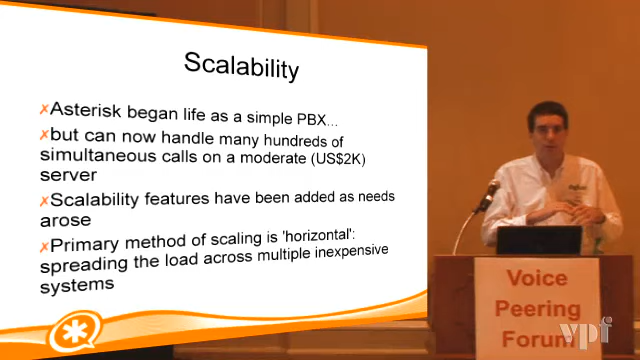 Scalability
✗Asterisk began life as a simple PBX...
✗but can now handle many hundreds of
simultaneous calls on a moderate (US$2K)
server
✗Scalability features have been added as needs
arose
✗Primary method of scaling is 'horizontal':
spreading the load across multiple inexpensive
systems
Voice
Peering
Forum
vpf